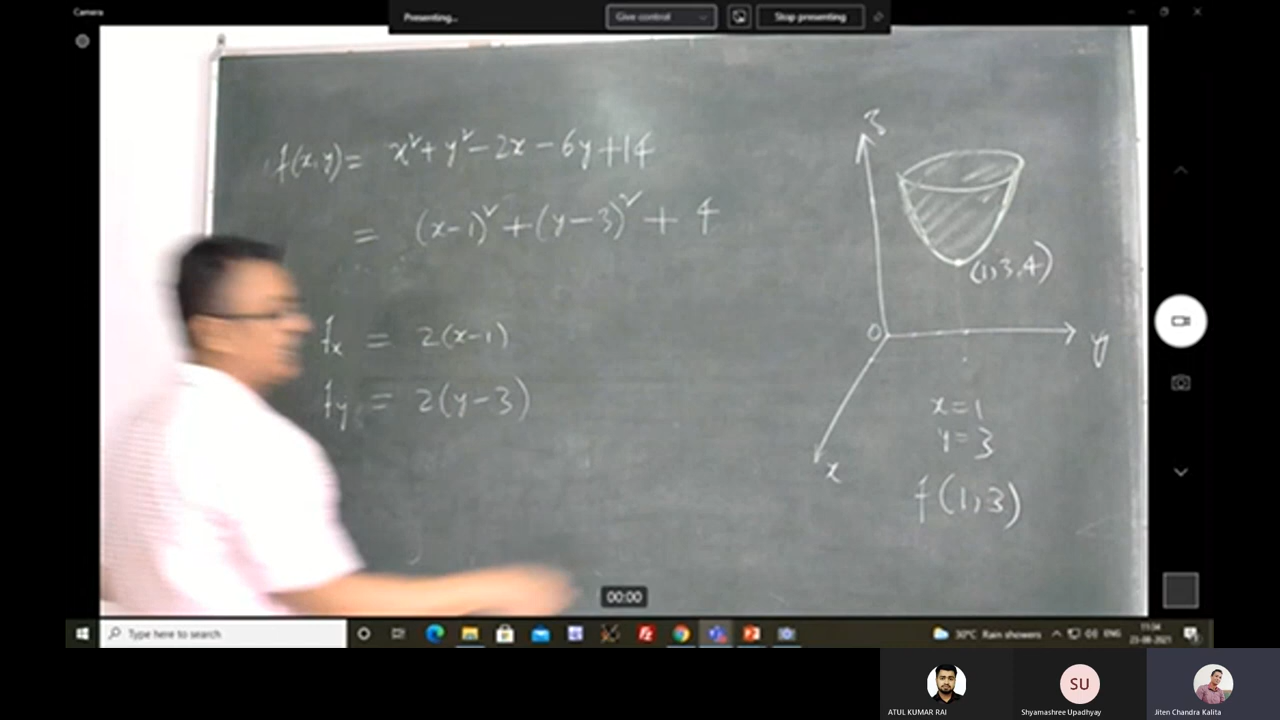 Camera
Presenting...
Give control
Stop presenting
f(x,y) = x² + y² - 2x - 6y + 14
= (x-1)² + (y-3)² + 4
fx = 2(x-1)
fy = 2(y-3)
z
(1,3,4)
0
y
x
x=1
y=3
f(1,3)
00:00
Type here to search
30°C Rain showers
ENG
11:34
23-08-2021
SU
ATUL KUMAR RAI
Shyamashree Upadhyay
Jiten Chandra Kalita